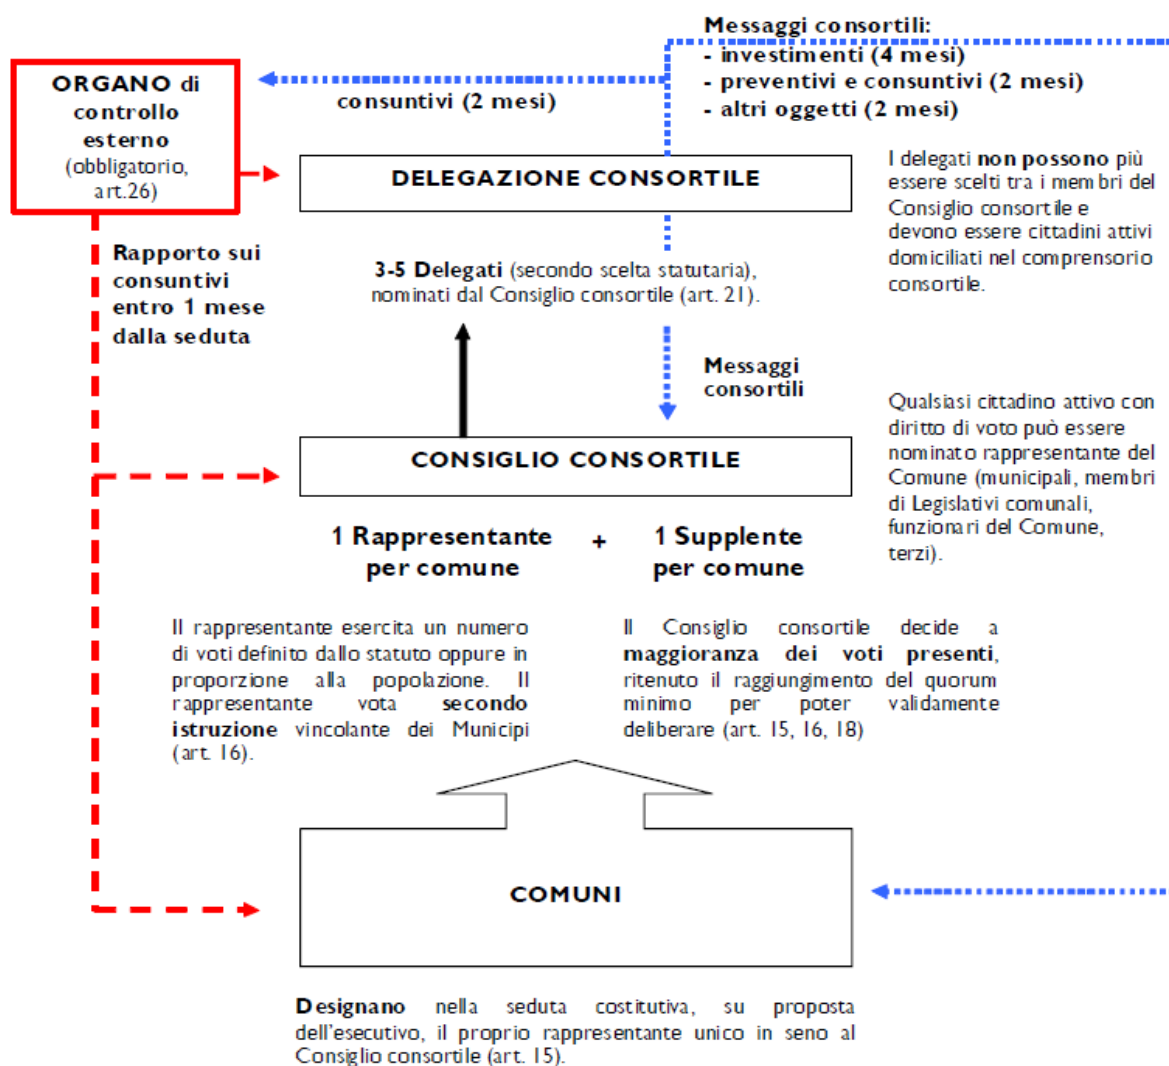 Messaggi consortili:
- investimenti (4 mesi)
- preventivi e consuntivi (2 mesi)
- altri oggetti (2 mesi)
consuntivi (2 mesi)
ORGANO di
controllo
esterno
(obbligatorio,
art.26)
DELEGAZIONE CONSORTILE
I delegati non possono più
essere scelti tra i membri del
Consiglio consortile e
devono essere cittadini attivi
domiciliati nel comprensorio
consortile.
Rapporto sui
consuntivi
entro 1 mese
dalla seduta
3-5 Delegati (secondo scelta statutaria),
nominati dal Consiglio consortile (art. 21).
Messaggi
consortili
Qualsiasi cittadino attivo con
diritto di voto può essere
nominato rappresentante del
Comune (municipali, membri
di Legislativi comunali,
funzionari del Comune,
terzi).
CONSIGLIO CONSORTILE
1 Rappresentante
per comune
+
1 Supplente
per comune
Il rappresentante esercita un numero
di voti definito dallo statuto oppure in
proporzione alla popolazione. Il
rappresentante vota secondo
istruzione vincolante dei Municipi
(art. 16).
Il Consiglio consortile decide a
maggioranza dei voti presenti,
ritenuto il raggiungimento del quorum
minimo per poter validamente
deliberare (art. 15, 16, 18)
COMUNI
Designano nella seduta costitutiva, su proposta
dell'esecutivo, il proprio rappresentante unico in seno al
Consiglio consortile (art. 15).